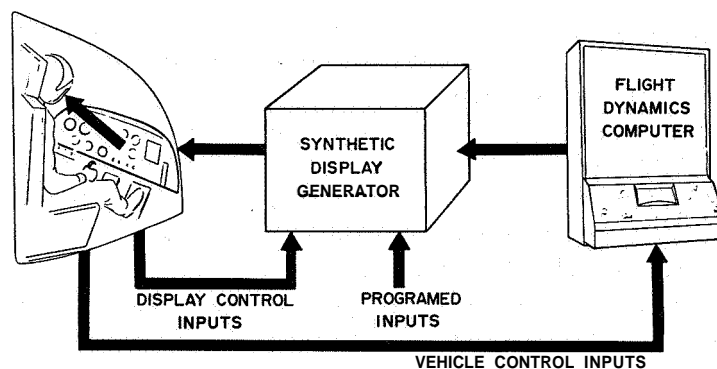 SYNTHETIC
DISPLAY
GENERATOR
FLIGHT
DYNAMICS
COMPUTER
DISPLAY CONTROL
INPUTS
PROGRAMED
INPUTS
VEHICLE CONTROL INPUTS